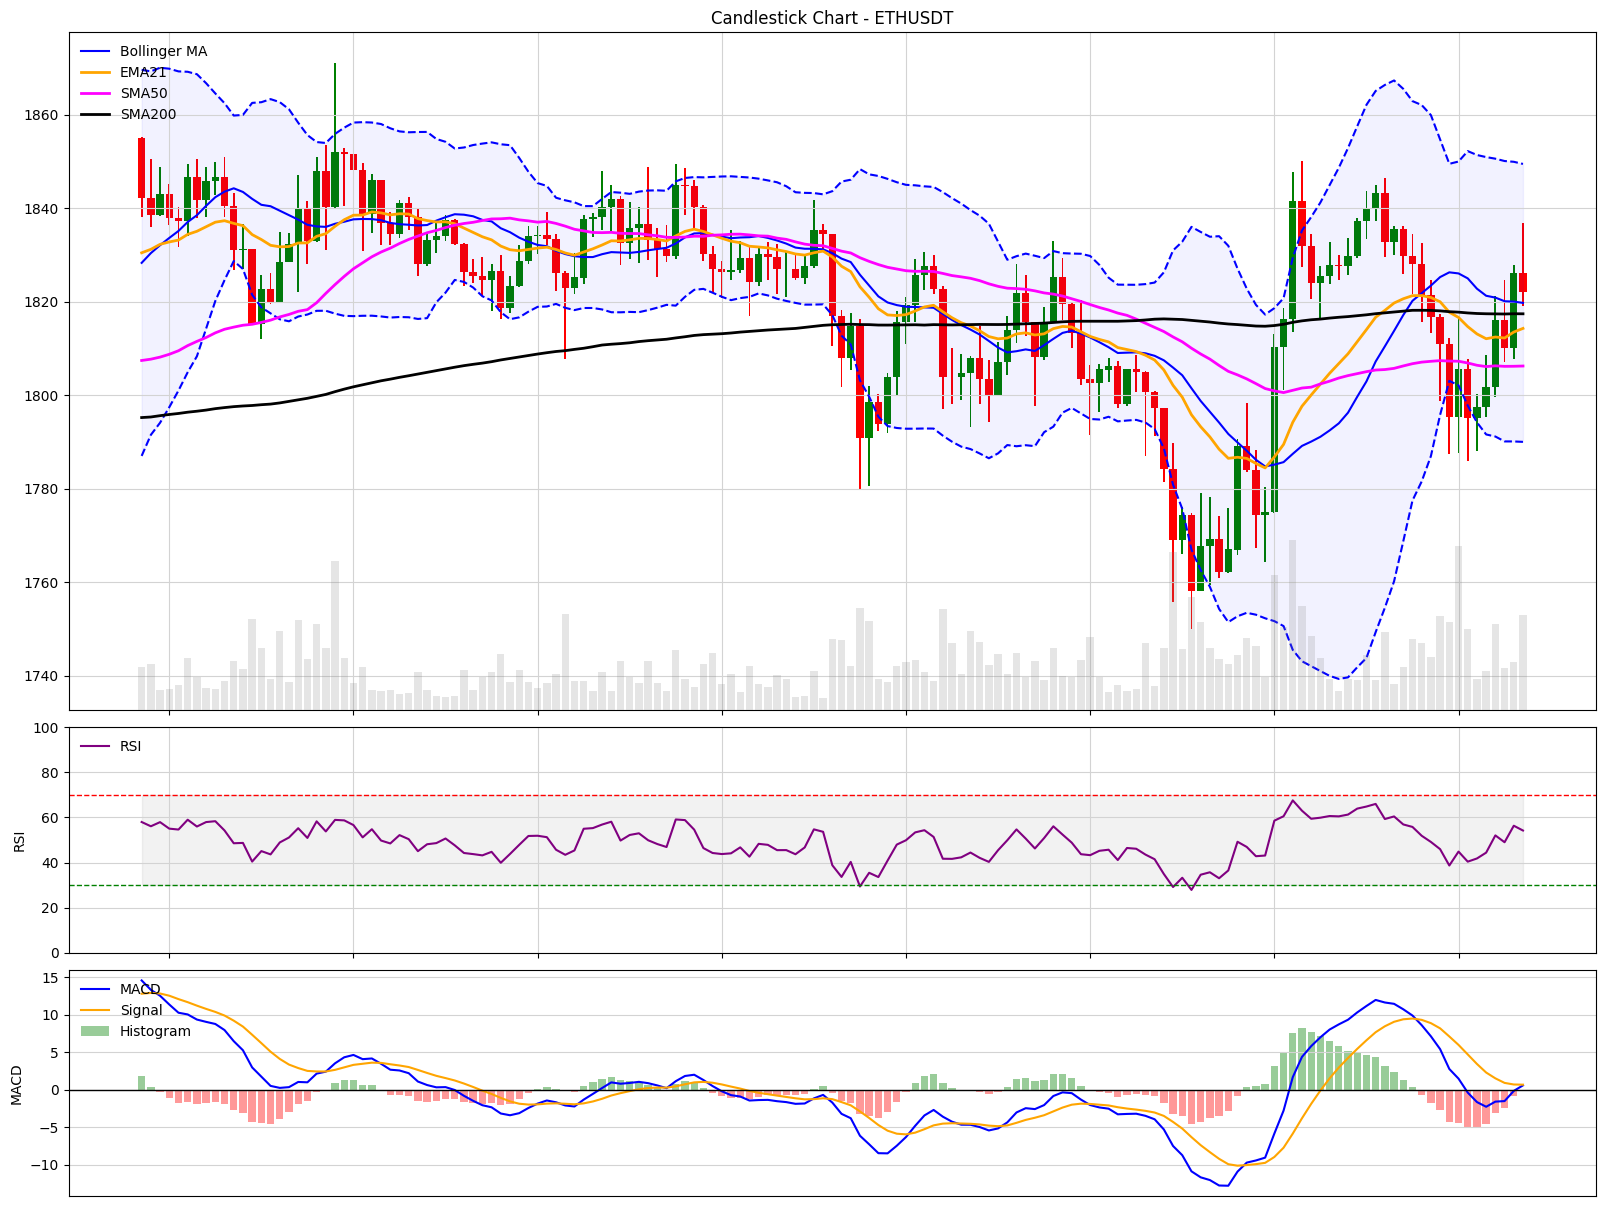 Candlestick Chart - ETHUSDT
Bollinger MA
EMA21
SMA50
SMA200
1860
1840
1820
1800
1780
1760
1740
100
80
60
40
20
0
RSI
RSI
15
10
5
0
−5
−10
MACD
MACD
Signal
Histogram